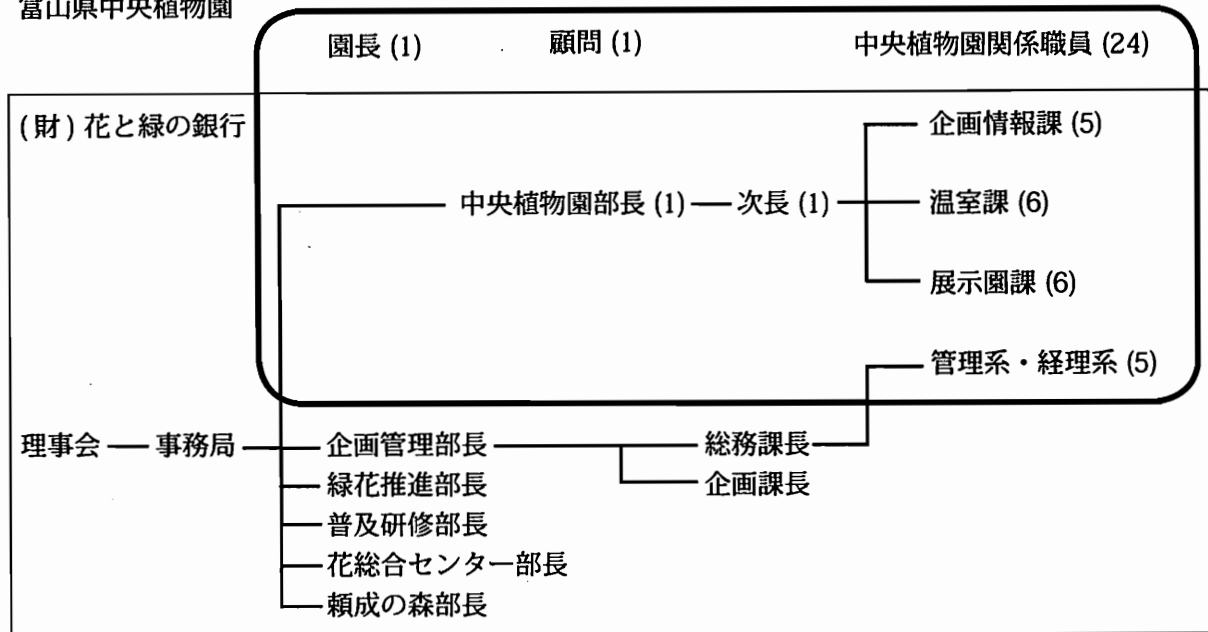 富山県中央植物園
園長 (1) 顧問 (1) 中央植物園関係職員 (24)
(財) 花と緑の銀行
企画情報課 (5)
中央植物園部長 (1) 次長 (1) 温室課 (6)
展示園課 (6)
管理系・経理系 (5)
理事会 事務局 企画管理部長 総務課長
緑花推進部長 企画課長
普及研修部長
花総合センター部長
頼成の森部長